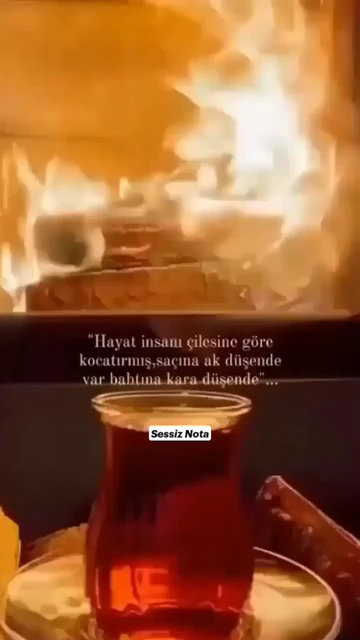 "Hayat insanı çilesine göre
kocatırmış,saçına ak düşende
var bahtına kara düşende"...
Sessiz Nota